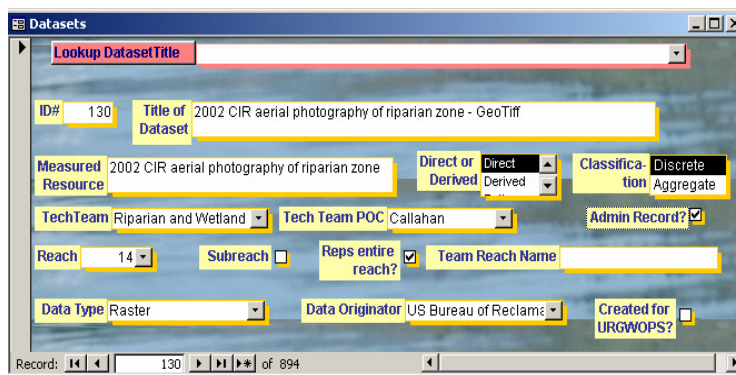 Datasets
Lookup DatasetTitle
ID# 130 Title of Dataset 2002 CIR aerial photography of riparian zone - GeoTiff
Measured Resource 2002 CIR aerial photography of riparian zone Direct or Derived Direct
Derived
Classifica-tion Discrete
Aggregate
TechTeam Riparian and Wetland Tech Team POC Callahan Admin Record?
Reach 14 Subreach Reps entire reach? Team Reach Name
Data Type Raster Data Originator US Bureau of Reclama Created for URGWOPS?
Record: 130 of 894